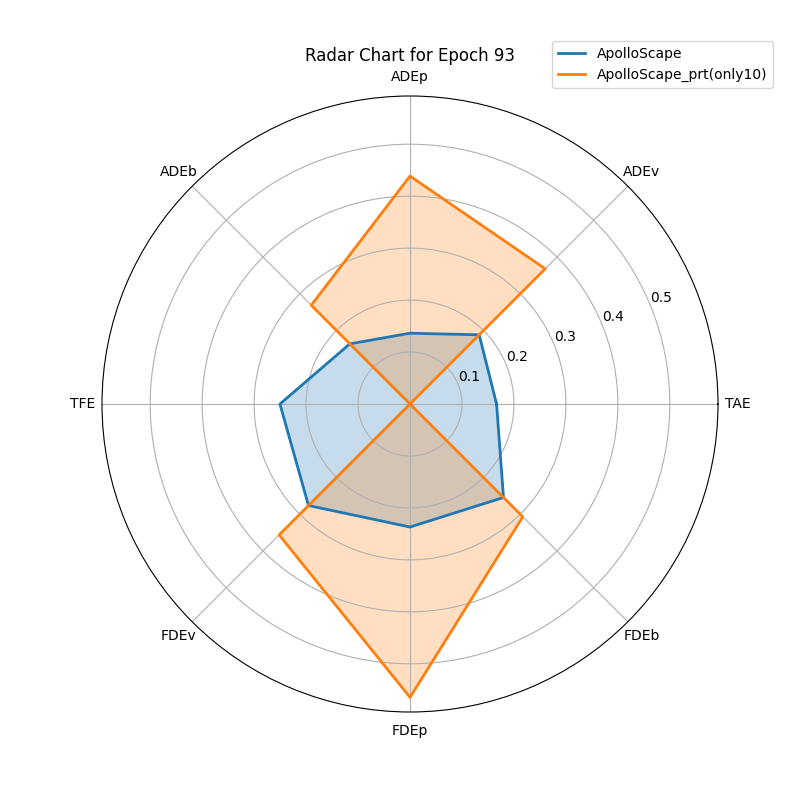 Radar Chart for Epoch 93
ApolloScape
ApolloScape_prt(only10)
ADEp
ADEb
ADEv
0.5
0.4
0.3
0.2
0.1
TFE
TAE
FDEv
FDEb
FDEp